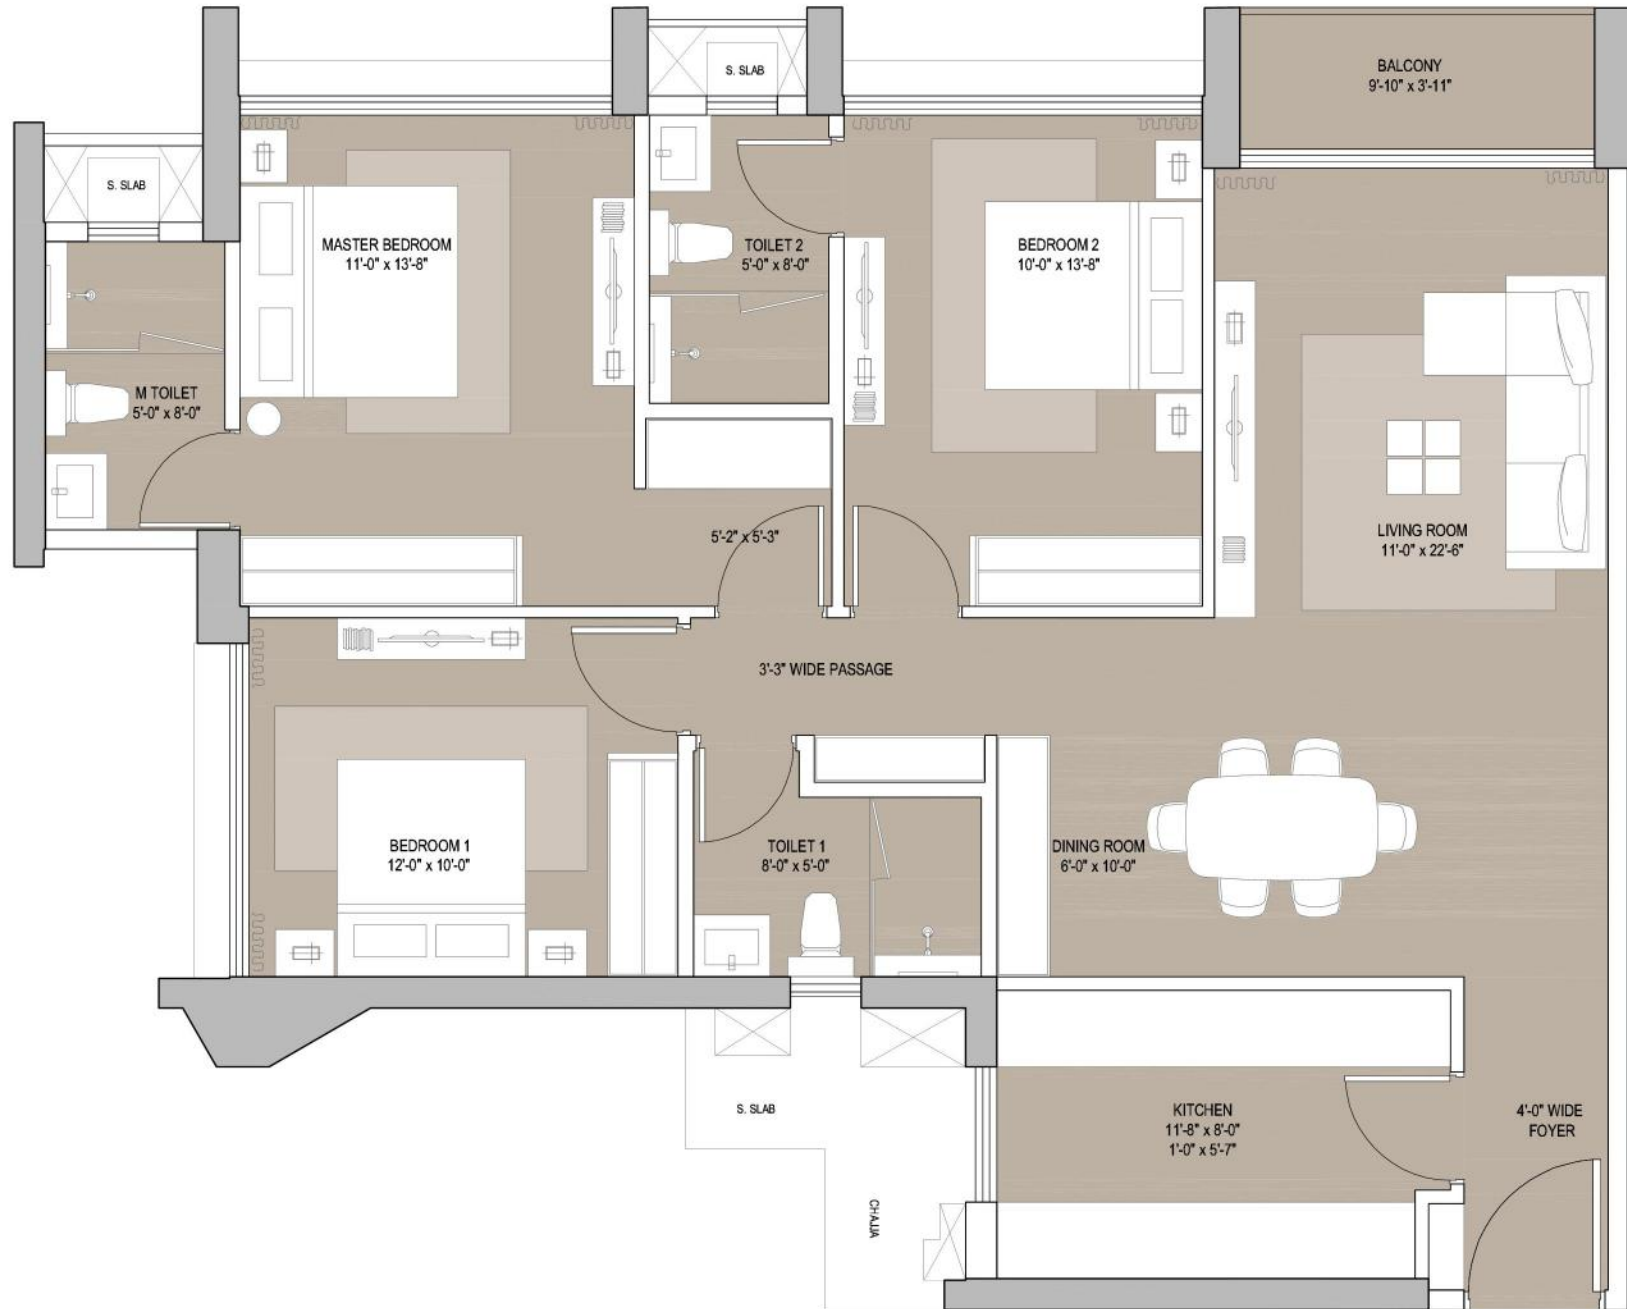 BALCONY
9'-10" x 3'-11"
S. SLAB
S. SLAB
MASTER BEDROOM
11'-0" x 13'-8"
TOILET 2
5'-0" x 8'-0"
BEDROOM 2
10'-0" x 13'-8"
M TOILET
5'-0" x 8'-0"
5'-2" x 5'-3"
LIVING ROOM
11'-0" x 22'-6"
3'-3" WIDE PASSAGE
BEDROOM 1
12'-0" x 10'-0"
TOILET 1
8'-0" x 5'-0"
DINING ROOM
6'-0" x 10'-0"
S. SLAB
KITCHEN
11'-8" x 8'-0"
1'-0" x 5'-7"
4'-0" WIDE
FOYER
CHAJJA